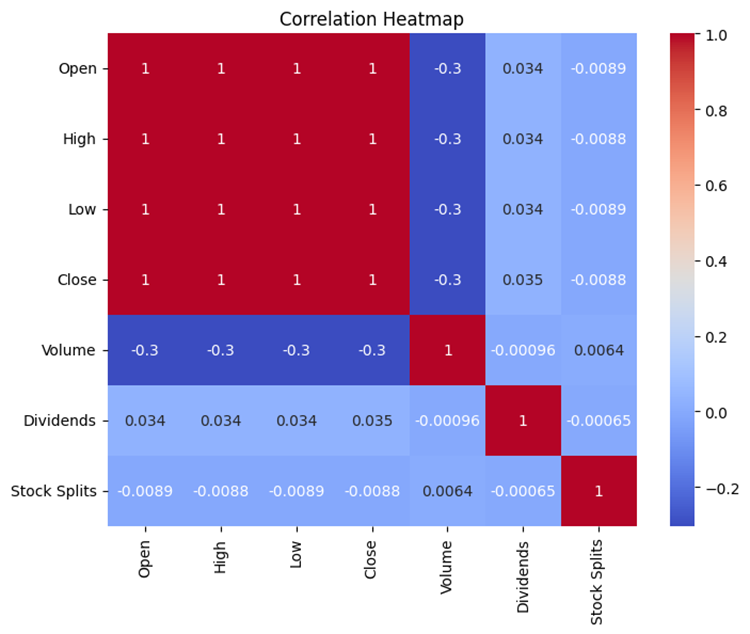 Correlation Heatmap
Open 1 1 1 1 -0.3 0.034 -0.0089
High 1 1 1 1 -0.3 0.034 -0.0088
Low 1 1 1 1 -0.3 0.034 -0.0089
Close 1 1 1 1 -0.3 0.035 -0.0088
Volume -0.3 -0.3 -0.3 -0.3 1 -0.00096 0.0064
Dividends 0.034 0.034 0.034 0.035 -0.00096 1 -0.00065
Stock Splits -0.0089 -0.0088 -0.0089 -0.0088 0.0064 -0.00065 1
Open High Low Close Volume Dividends Stock Splits
1.0
0.8
0.6
0.4
0.2
0.0
−0.2